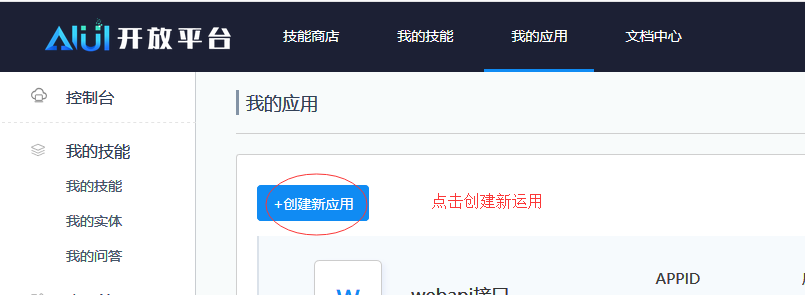 AIUI开放平台 技能商店 我的技能 我的应用 文档中心
控制台
我的应用
我的技能
我的技能
+创建新应用 点击创建新运用
我的实体
我的问答
APPID
webapi接口